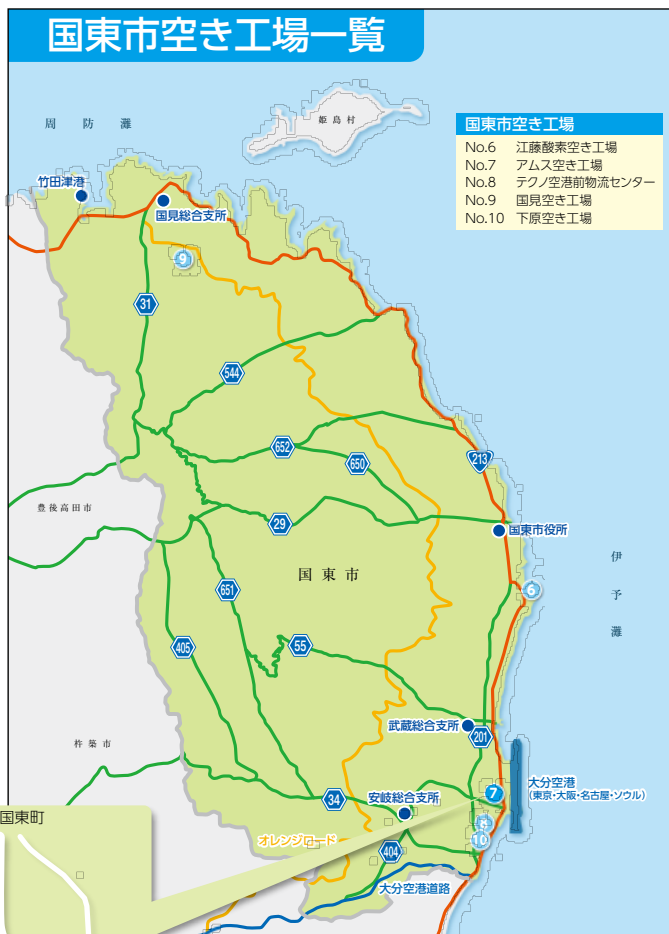 国東市空き工場一覧
周防灘
姫島村
国東市空き工場
No.6 江藤酸素空き工場
No.7 アムス空き工場
No.8 テクノ空港前物流センター
No.9 国見空き工場
No.10 下原空き工場
竹田津港
国見総合支所
9
31
544
652
650
213
豊後高田市
29
国東市役所
伊予灘
国東市
651
6
405
55
武蔵総合支所
201
杵築市
大分空港
(東京・大阪・名古屋・ソウル)
7
34
安岐総合支所
国東町
8
オレンジロード
10
404
大分空港道路